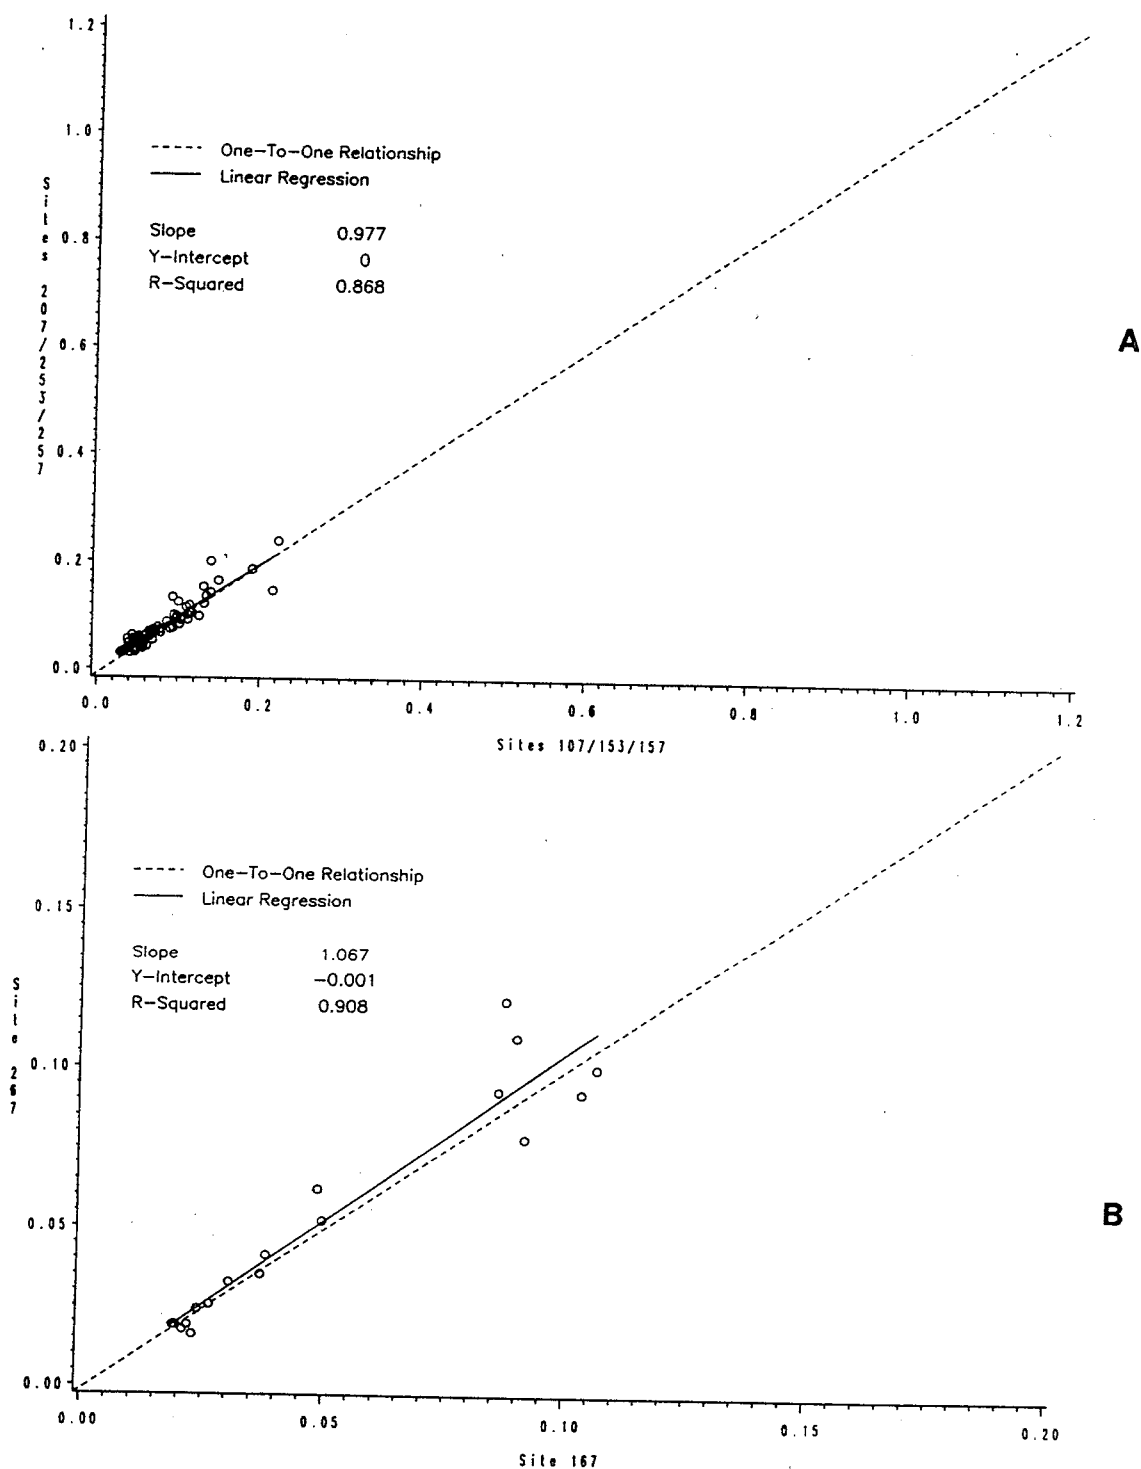 1.2
1.0
---- One-To-One Relationship
Linear Regression
Sites 207/253/257
0.8
Slope 0.977
Y-Intercept 0
R-Squared 0.868
0.6
A
0.4
0.2
0.0
0.0 0.2 0.4 0.6 0.8 1.0 1.2
Sites 107/153/157
0.20
---- One-To-One Relationship
Linear Regression
0.15
Slope 1.067
Y-Intercept -0.001
R-Squared 0.908
Site 267
0.10
0.05
B
0.00
0.00 0.05 0.10 0.15 0.20
Site 167